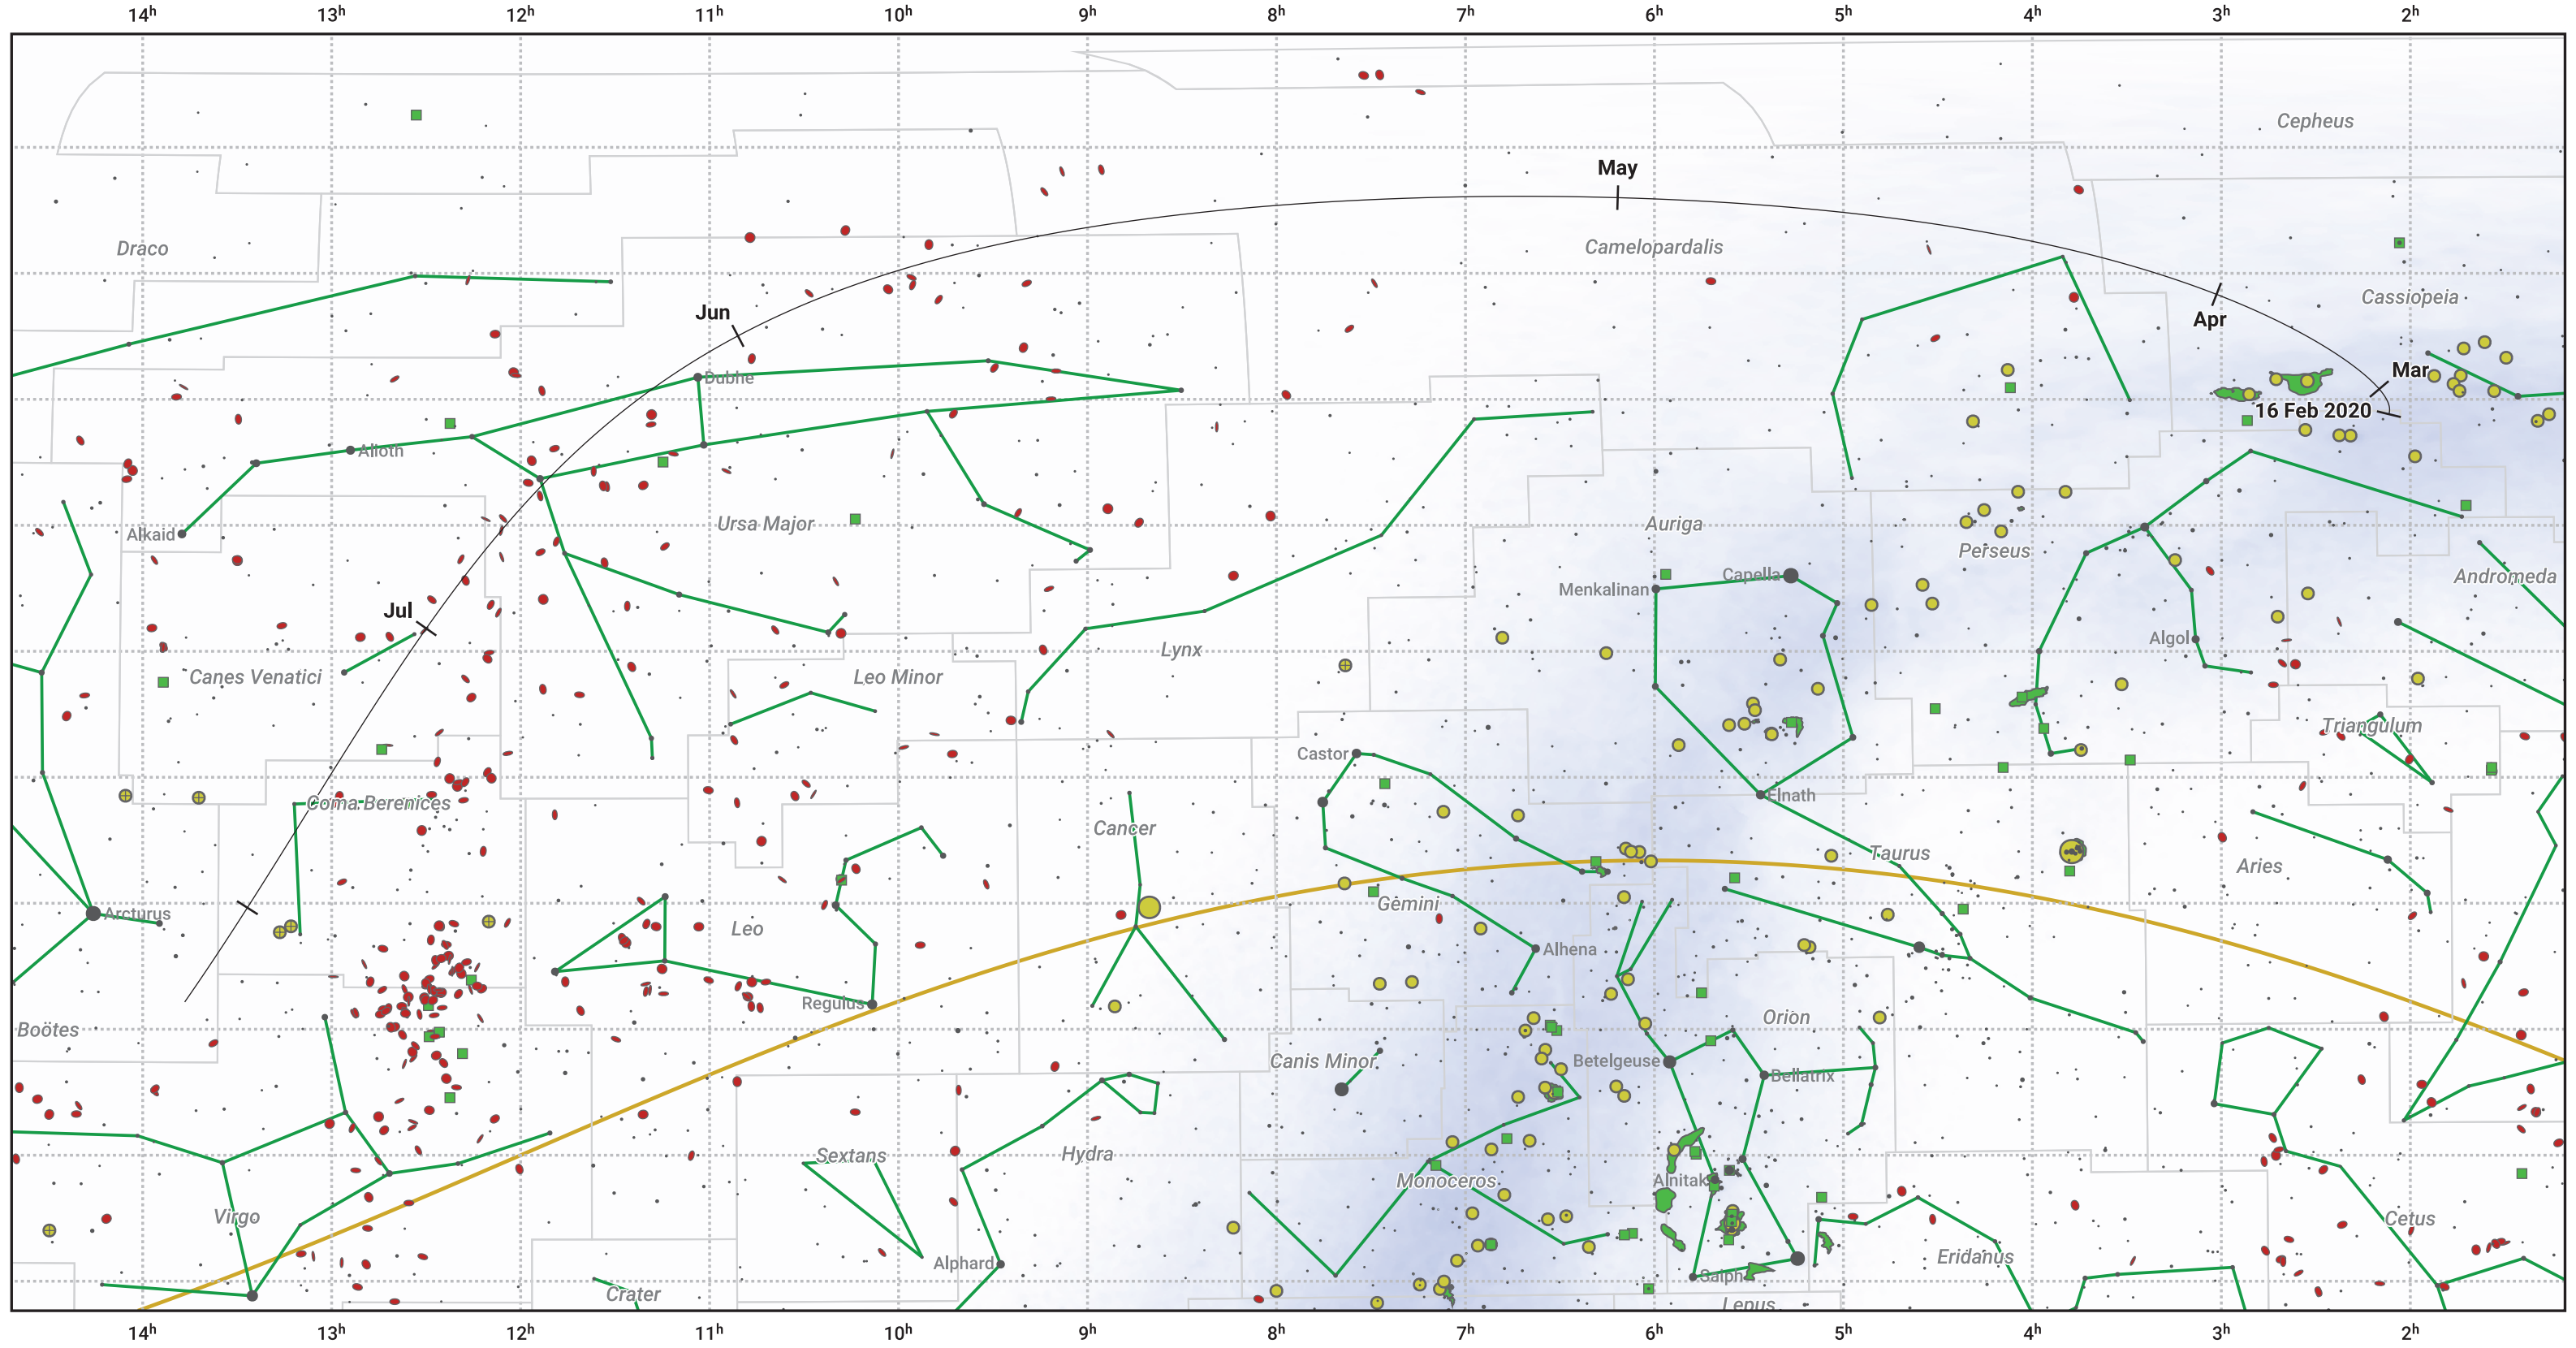 14ʰ 13ʰ 12ʰ 11ʰ 10ʰ 9ʰ 8ʰ 7ʰ 6ʰ 5ʰ 4ʰ 3ʰ 2ʰ
Cepheus
May
Draco
Camelopardalis
Cassiopeia
Jun
Apr
Mar
Dubhe
16 Feb 2020
Alioth
Alkaid
Ursa Major
Auriga
Perseus
Capella
Andromeda
Menkalinan
Jul
Algol
Lynx
Canes Venatici
Leo Minor
Triangulum
Castor
Elnath
Coma Berenices
Cancer
Taurus
Aries
Gemini
Arcturus
Leo
Alhena
Regulus
Orion
Boötes
Canis Minor
Betelgeuse
Bellatrix
Sextans
Hydra
Monoceros
Alnitak
Virgo
Cetus
Eridanus
Alphard
Saiph
Crater
Lepus
14ʰ 13ʰ 12ʰ 11ʰ 10ʰ 9ʰ 8ʰ 7ʰ 6ʰ 5ʰ 4ʰ 3ʰ 2ʰ